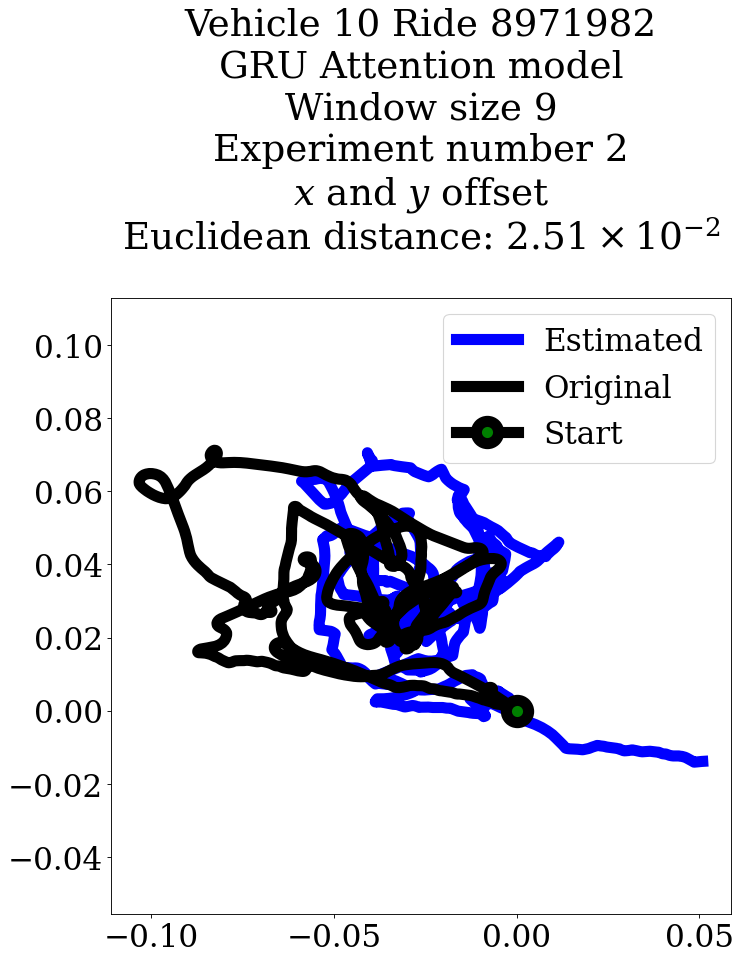 Vehicle 10 Ride 8971982
GRU Attention model
Window size 9
Experiment number 2
x and y offset
Euclidean distance: 2.51 × 10⁻²
Estimated
Original
Start
0.10
0.08
0.06
0.04
0.02
0.00
−0.02
−0.04
−0.10 −0.05 0.00 0.05